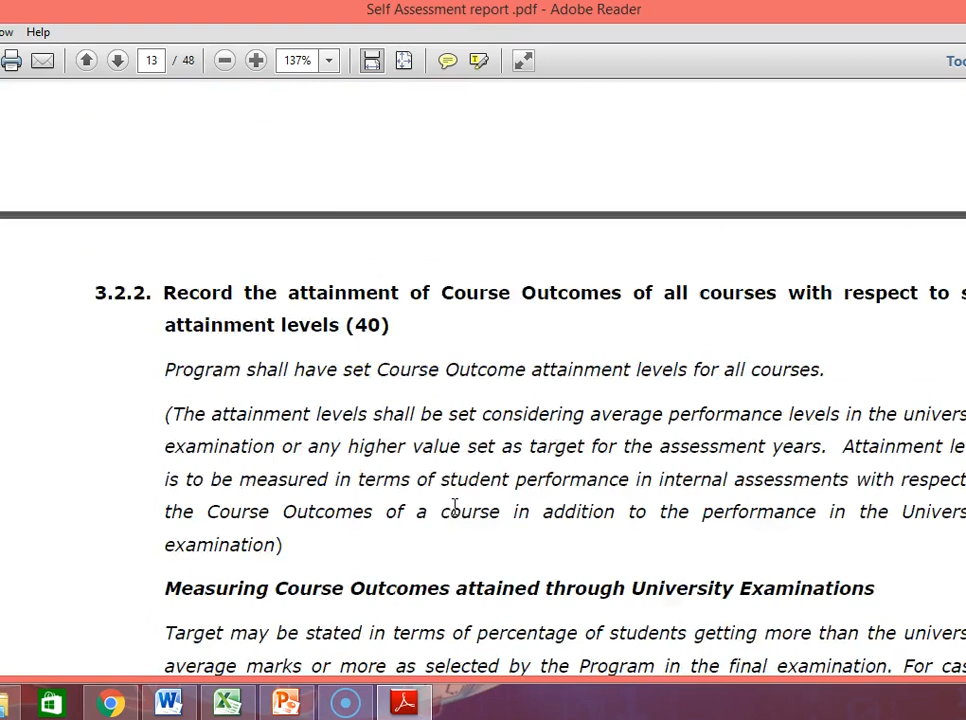 Self Assessment report .pdf - Adobe Reader
Help
13 / 48 137%
3.2.2. Record the attainment of Course Outcomes of all courses with respect to
attainment levels (40)
Program shall have set Course Outcome attainment levels for all courses.
(The attainment levels shall be set considering average performance levels in the univers
examination or any higher value set as target for the assessment years. Attainment le
is to be measured in terms of student performance in internal assessments with respect
the Course Outcomes of a course in addition to the performance in the Univers
examination)
Measuring Course Outcomes attained through University Examinations
Target may be stated in terms of percentage of students getting more than the univers
average marks or more as selected by the Program in the final examination. For cas